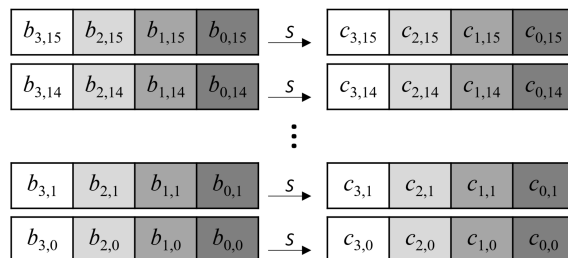 b3,15 b2,15 b1,15 b0,15 S c3,15 c2,15 c1,15 c0,15
b3,14 b2,14 b1,14 b0,14 S c3,14 c2,14 c1,14 c0,14
⋮
b3,1 b2,1 b1,1 b0,1 S c3,1 c2,1 c1,1 c0,1
b3,0 b2,0 b1,0 b0,0 S c3,0 c2,0 c1,0 c0,0